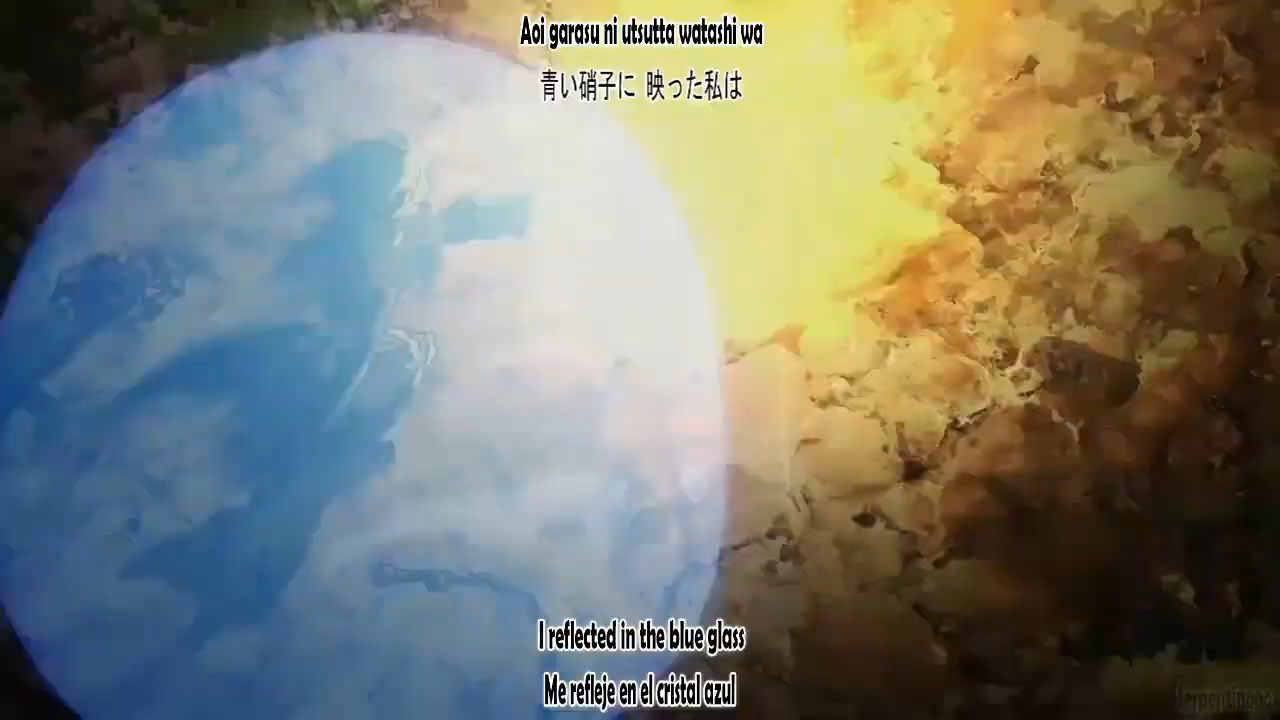 Aoi garasu ni utsutta watashi wa
青い硝子に 映った私は
I reflected in the blue glass
Me refleje en el cristal azul